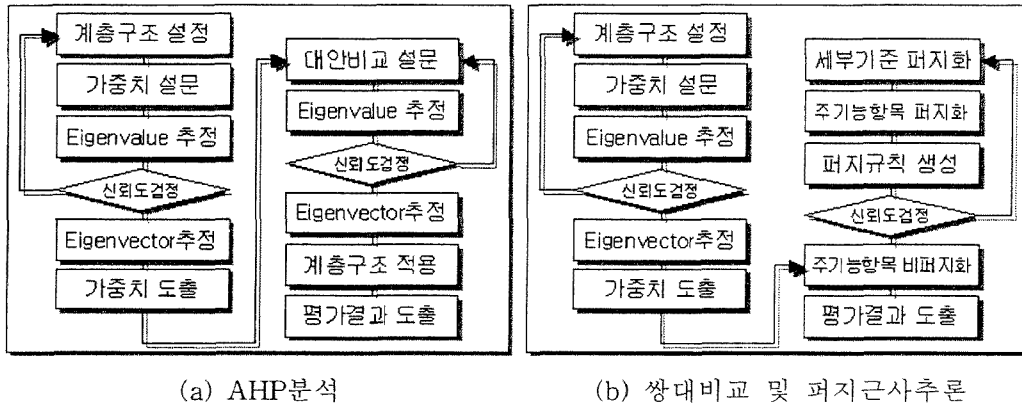 계층구조 설정
가중치 설문
Eigenvalue 추정
신뢰도검정
Eigenvector추정
가중치 도출
대안비교 설문
Eigenvalue 추정
신뢰도검정
Eigenvector추정
계층구조 적용
평가결과 도출
(a) AHP분석
계층구조 설정
가중치 설문
Eigenvalue 추정
신뢰도검정
Eigenvector추정
가중치 도출
세부기준 퍼지화
주기능항목 퍼지화
퍼지규칙 생성
신뢰도검정
주기능항목 비퍼지화
평가결과 도출
(b) 쌍대비교 및 퍼지근사추론